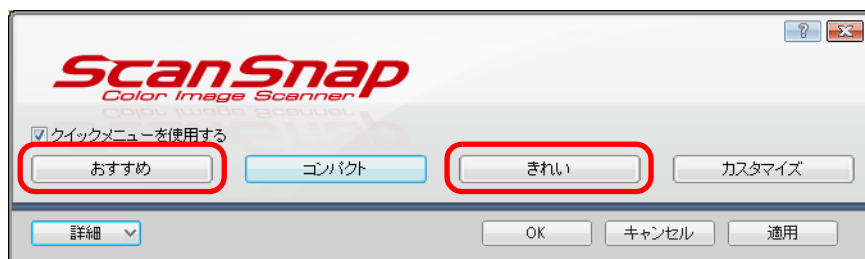 ScanSnap
Color Image Scanner
クイックメニューを使用する
おすすめ コンパクト きれい カスタマイズ
詳細 OK キャンセル 適用